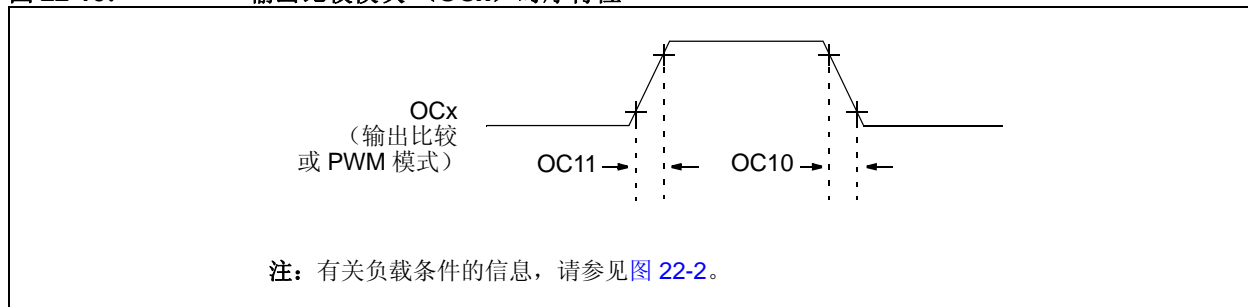 OCx
（输出比较
或 PWM 模式）
OC11
OC10
注：有关负载条件的信息，请参见图 22-2。